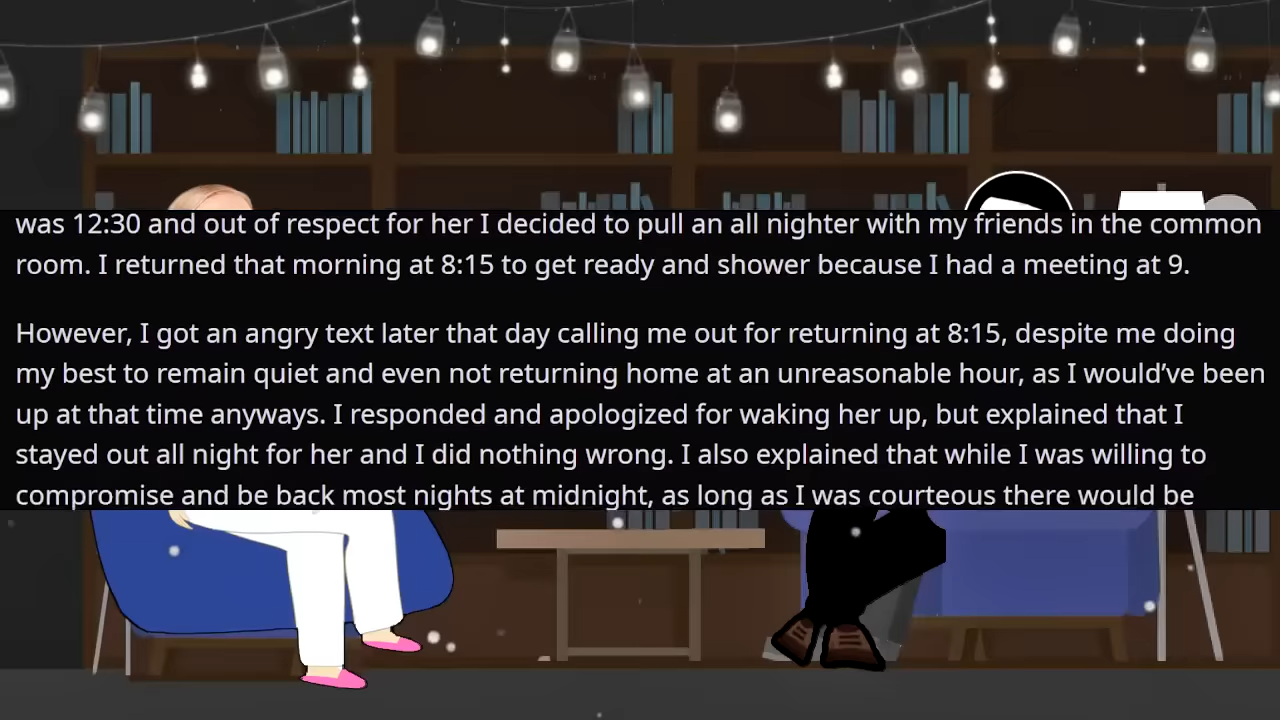 was 12:30 and out of respect for her I decided to pull an all nighter with my friends in the common
room. I returned that morning at 8:15 to get ready and shower because I had a meeting at 9.
However, I got an angry text later that day calling me out for returning at 8:15, despite me doing
my best to remain quiet and even not returning home at an unreasonable hour, as I would’ve been
up at that time anyways. I responded and apologized for waking her up, but explained that I
stayed out all night for her and I did nothing wrong. I also explained that while I was willing to
compromise and be back most nights at midnight, as long as I was courteous there would be